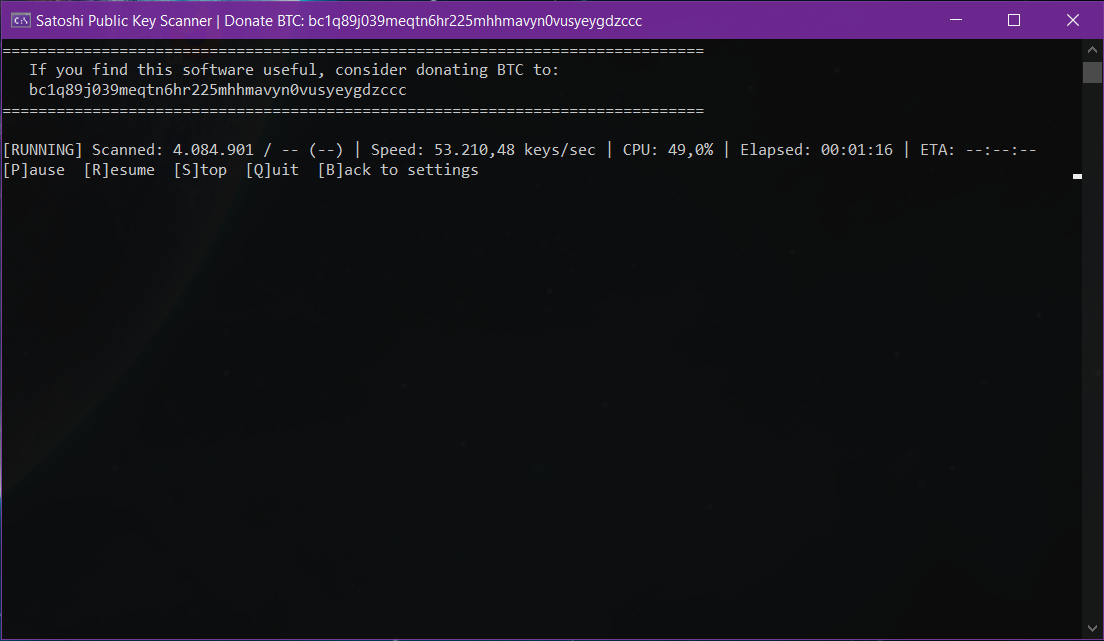 Satoshi Public Key Scanner | Donate BTC: bc1q89j039meqtn6hr225mhhmavyn0vusyeygdzccc
==============================================================================
If you find this software useful, consider donating BTC to:
bc1q89j039meqtn6hr225mhhmavyn0vusyeygdzccc
==============================================================================
[RUNNING] Scanned: 4.084.901 / -- (--) | Speed: 53.210,48 keys/sec | CPU: 49,0% | Elapsed: 00:01:16 | ETA: --:--:--
[P]ause  [R]esume  [S]top  [Q]uit  [B]ack to settings